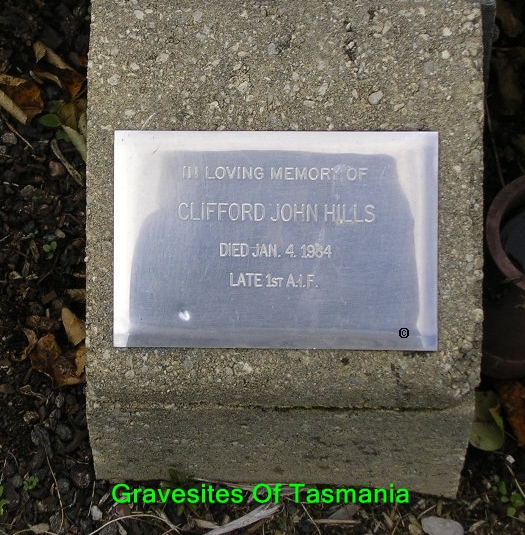 IN LOVING MEMORY OF
CLIFFORD JOHN HILLS
DIED JAN. 4. 1964
LATE 1ST A.I.F.
©
Gravesites Of Tasmania